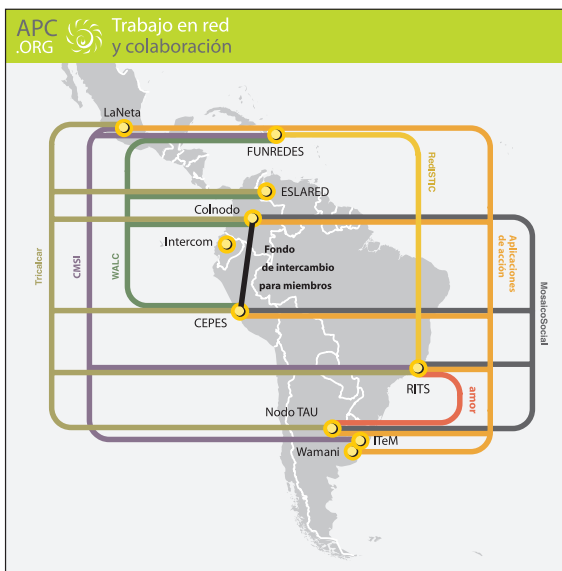 APC
.ORG
Trabajo en red
y colaboración
LaNeta
FUNREDES
RedISTIC
ESLARED
Colnodo
Intercom
Fondo
de intercambio
para miembros
Tricalcar
CMSI
WALC
Aplicaciones
de acción
MosaicoSocial
CEPES
RITS
amor
Nodo TAU
ITeM
Wamani